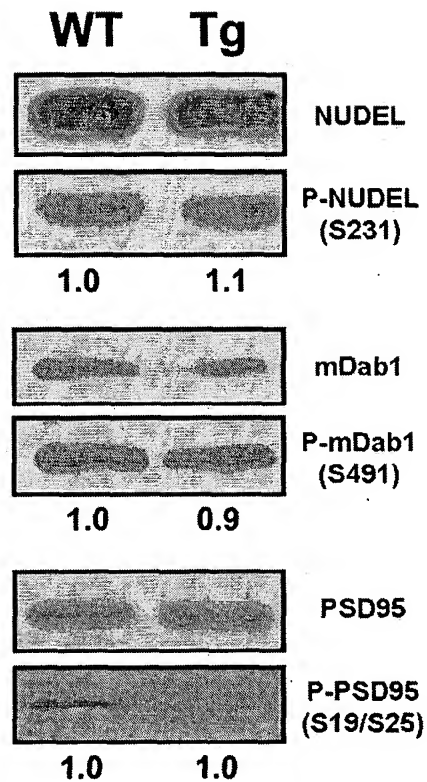 WT Tg
NUDEL
P-NUDEL
(S231)
1.0 1.1
mDab1
P-mDab1
(S491)
1.0 0.9
PSD95
P-PSD95
(S19/S25)
1.0 1.0